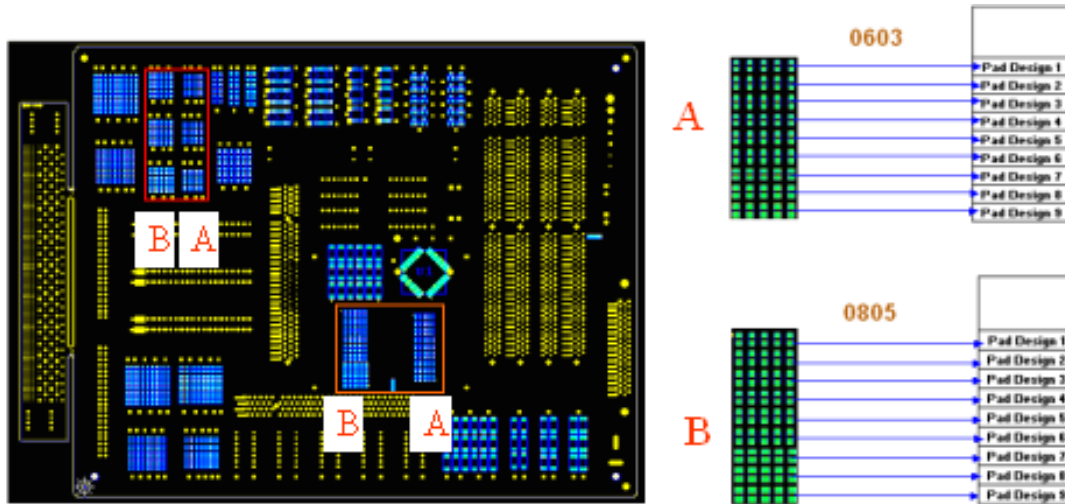 0603
A
Pad Design 1
Pad Design 2
Pad Design 3
Pad Design 4
Pad Design 5
Pad Design 6
Pad Design 7
Pad Design 8
Pad Design 9
B A
B A
0805
B
Pad Design 1
Pad Design 2
Pad Design 3
Pad Design 4
Pad Design 5
Pad Design 6
Pad Design 7
Pad Design 8
Pad Design 9